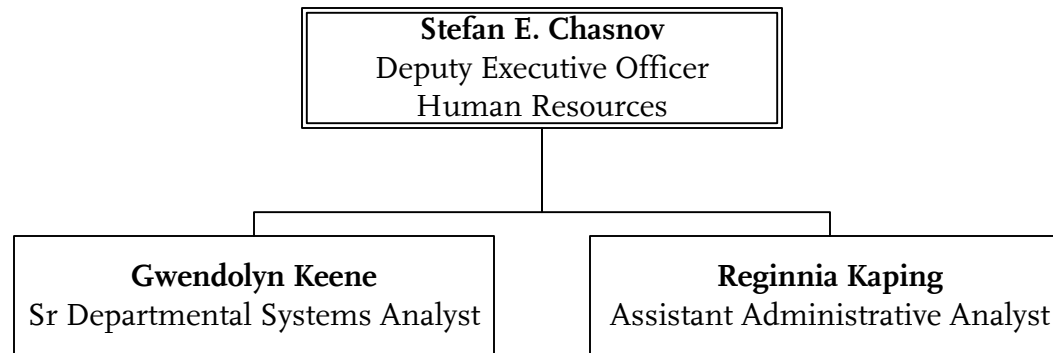 Stefan E. Chasnov
Deputy Executive Officer
Human Resources
Gwendolyn Keene
Sr Departmental Systems Analyst
Reginnia Kaping
Assistant Administrative Analyst